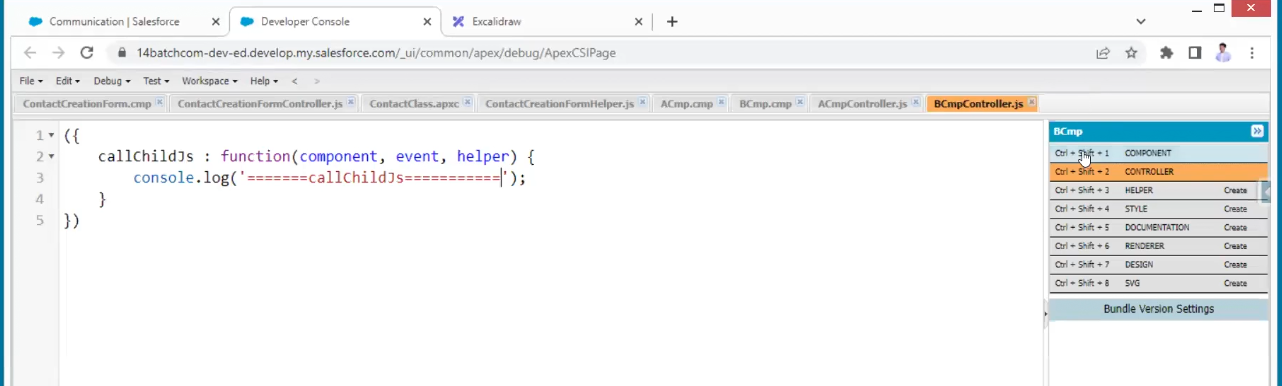 Communication | Salesforce
Developer Console
Excalidraw
14batchcom-dev-ed.develop.my.salesforce.com/_ui/common/apex/debug/ApexCSIPage
File Edit Debug Test Workspace Help < >
ContactCreationForm.cmp ContactCreationFormController.js ContactClass.apxc ContactCreationFormHelper.js ACmp.cmp BCmp.cmp ACmpController.js BCmpController.js
1 ({
2 callChildJs : function(component, event, helper) {
3 console.log('=======callChildJs===========');
4 }
5 })
BCmp
Ctrl + Shift + 1 COMPONENT
Ctrl + Shift + 2 CONTROLLER
Ctrl + Shift + 3 HELPER Create
Ctrl + Shift + 4 STYLE Create
Ctrl + Shift + 5 DOCUMENTATION Create
Ctrl + Shift + 6 RENDERER Create
Ctrl + Shift + 7 DESIGN Create
Ctrl + Shift + 8 SVG Create
Bundle Version Settings